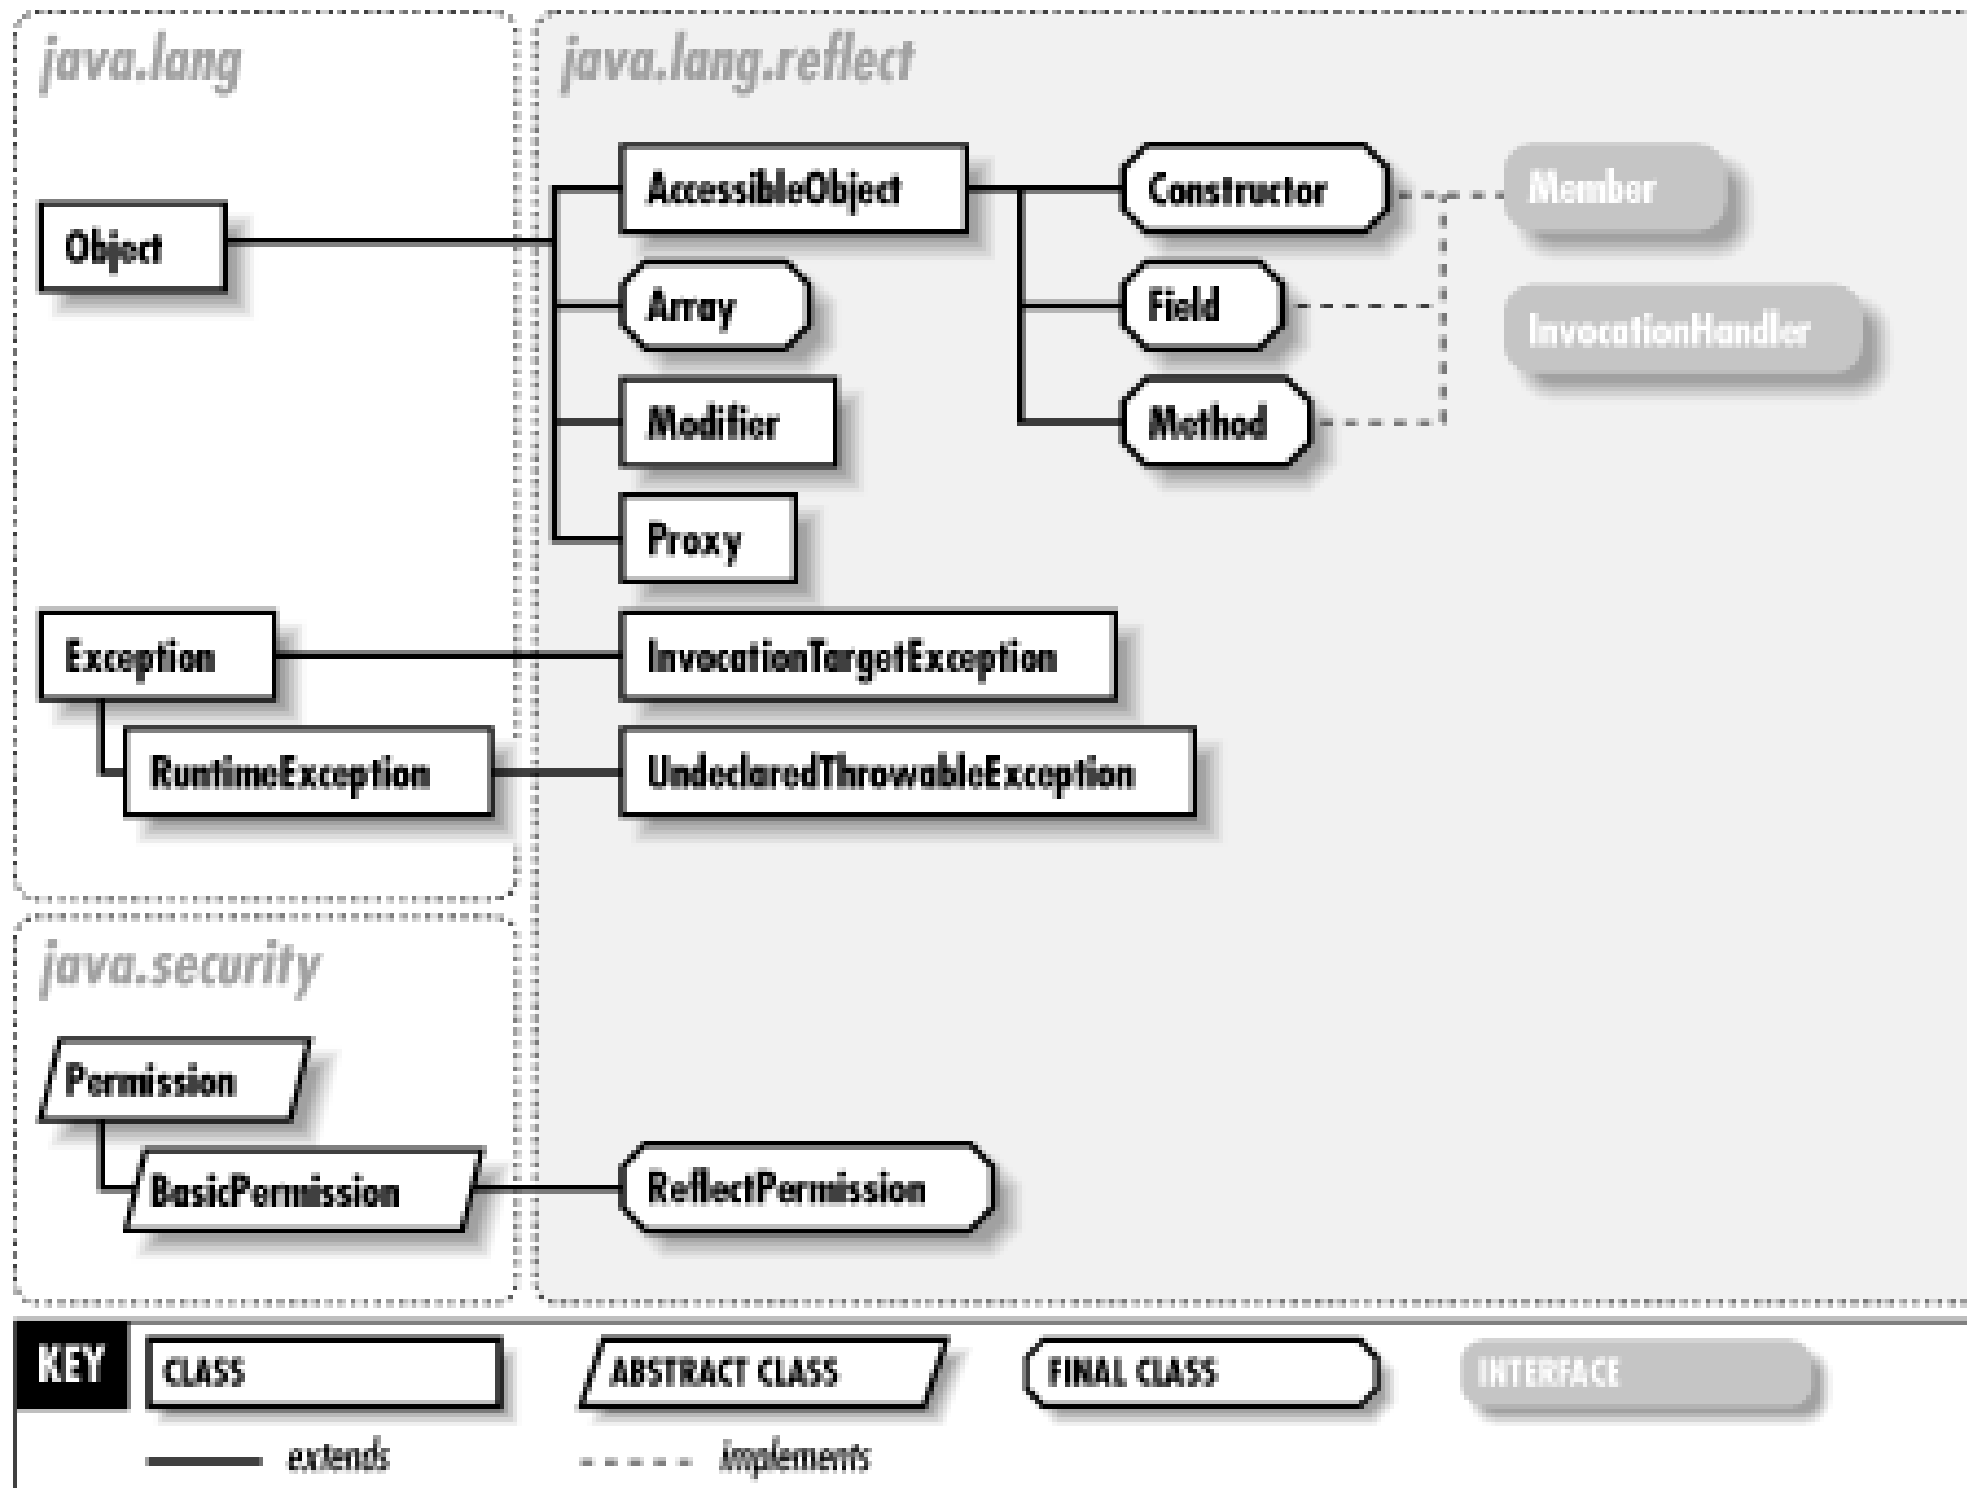 java.lang
java.lang.reflect
Object
AccessibleObject
Constructor
Member
Array
Field
InvocationHandler
Modifier
Method
Proxy
Exception
InvocationTargetException
RuntimeException
UndeclaredThrowableException
java.security
Permission
BasicPermission
ReflectPermission
KEY
CLASS
ABSTRACT CLASS
FINAL CLASS
INTERFACE
extends
implements